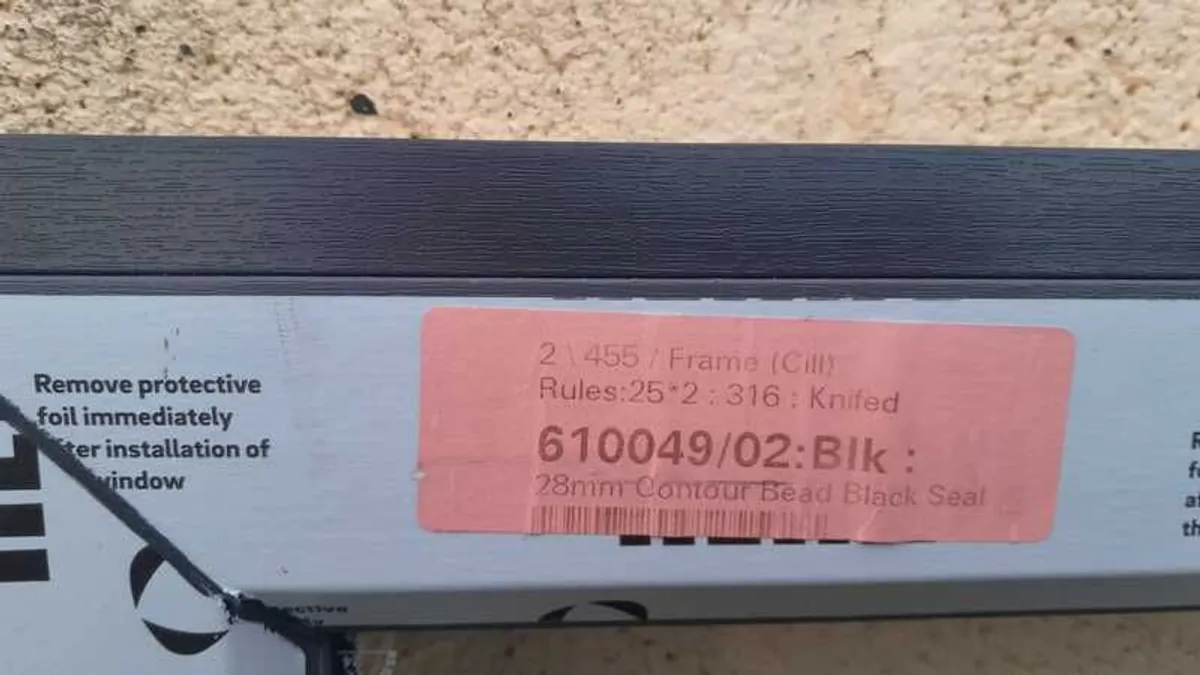 2 \ 455 / Frame (Cill)
Rules:25*2 : 316 : Knifed
610049/02:Blk :
28mm Contour Bead Black Seal
Remove protective
foil immediately
after installation of
window